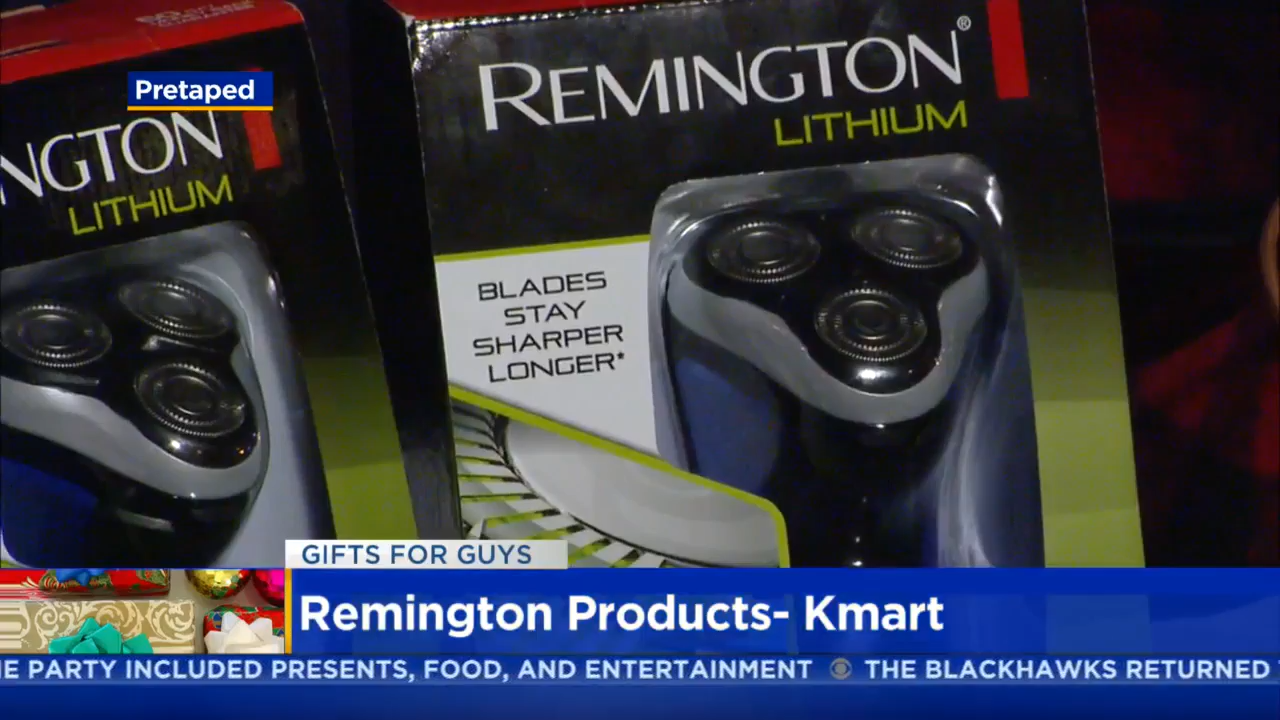 Pretaped
NGTON
LITHIUM
REMINGTON®
LITHIUM
BLADES
STAY
SHARPER
LONGER*
GIFTS FOR GUYS
Remington Products- Kmart
PARTY INCLUDED PRESENTS, FOOD, AND ENTERTAINMENT THE BLACKHAWKS RETURNED